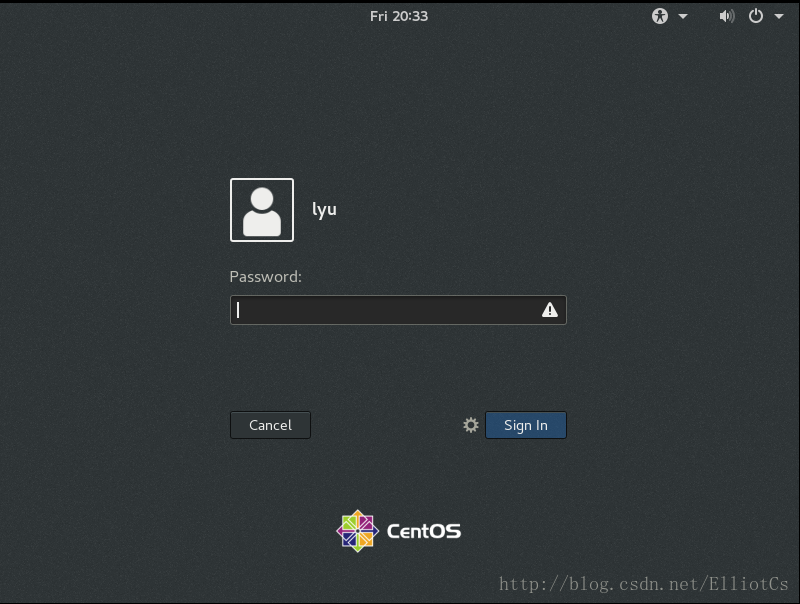 Fri 20:33
lyu
Password:
Cancel
Sign In
CentOS
http://blog.csdn.net/ElliotCs